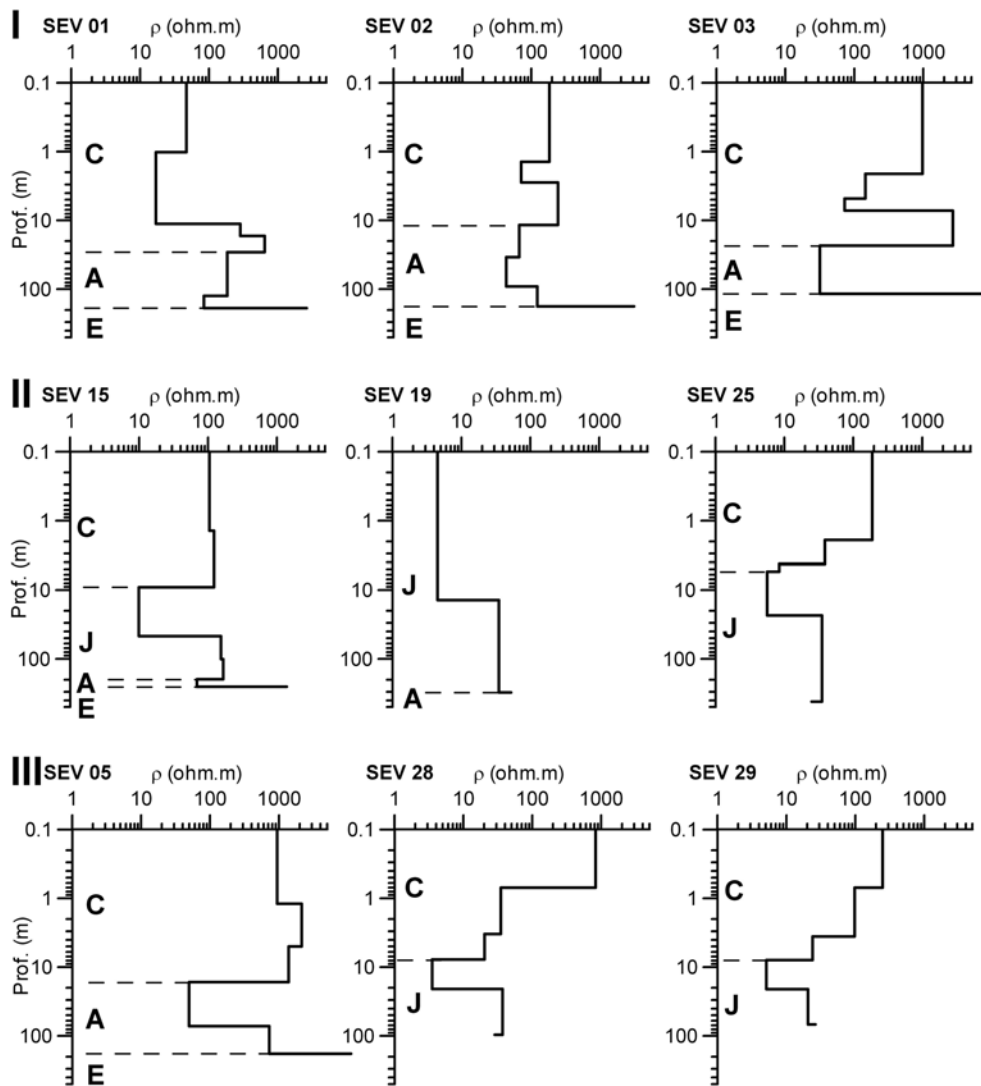 I SEV 01 ρ (ohm.m) SEV 02 ρ (ohm.m) SEV 03 ρ (ohm.m)
1 10 100 1000 1 10 100 1000 1 10 100 1000
0.1 0.1 0.1
C 1 C 1 C 1
Prof. (m) 10 10 10
A 100 A 100 A 100
E E E
II SEV 15 ρ (ohm.m) SEV 19 ρ (ohm.m) SEV 25 ρ (ohm.m)
1 10 100 1000 1 10 100 1000 1 10 100 1000
0.1 0.1 0.1
1 C 1 1 C
Prof. (m) 10 10 J 10
J J
100 100 100
A A
E
III SEV 05 ρ (ohm.m) SEV 28 ρ (ohm.m) SEV 29 ρ (ohm.m)
1 10 100 1000 1 10 100 1000 1 10 100 1000
0.1 0.1 0.1
1 C 1 C 1 C
Prof. (m) 10 10 10
A J J
100 100 100
E